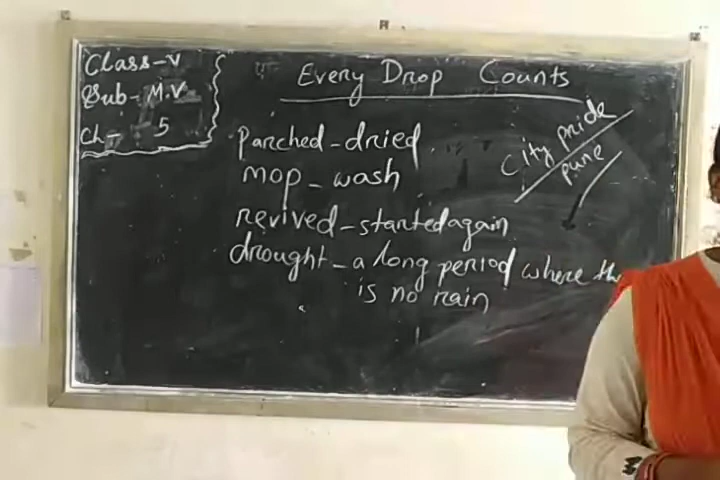 Class-V
Sub- M.V
Ch- 5
Every Drop Counts
Parched - dried
mop - wash
revived - started again
drought - a long period where
is no rain
City pride
pune